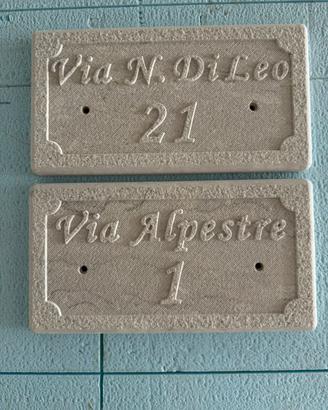 Via N. Di Leo
21
Via Alpestre
1